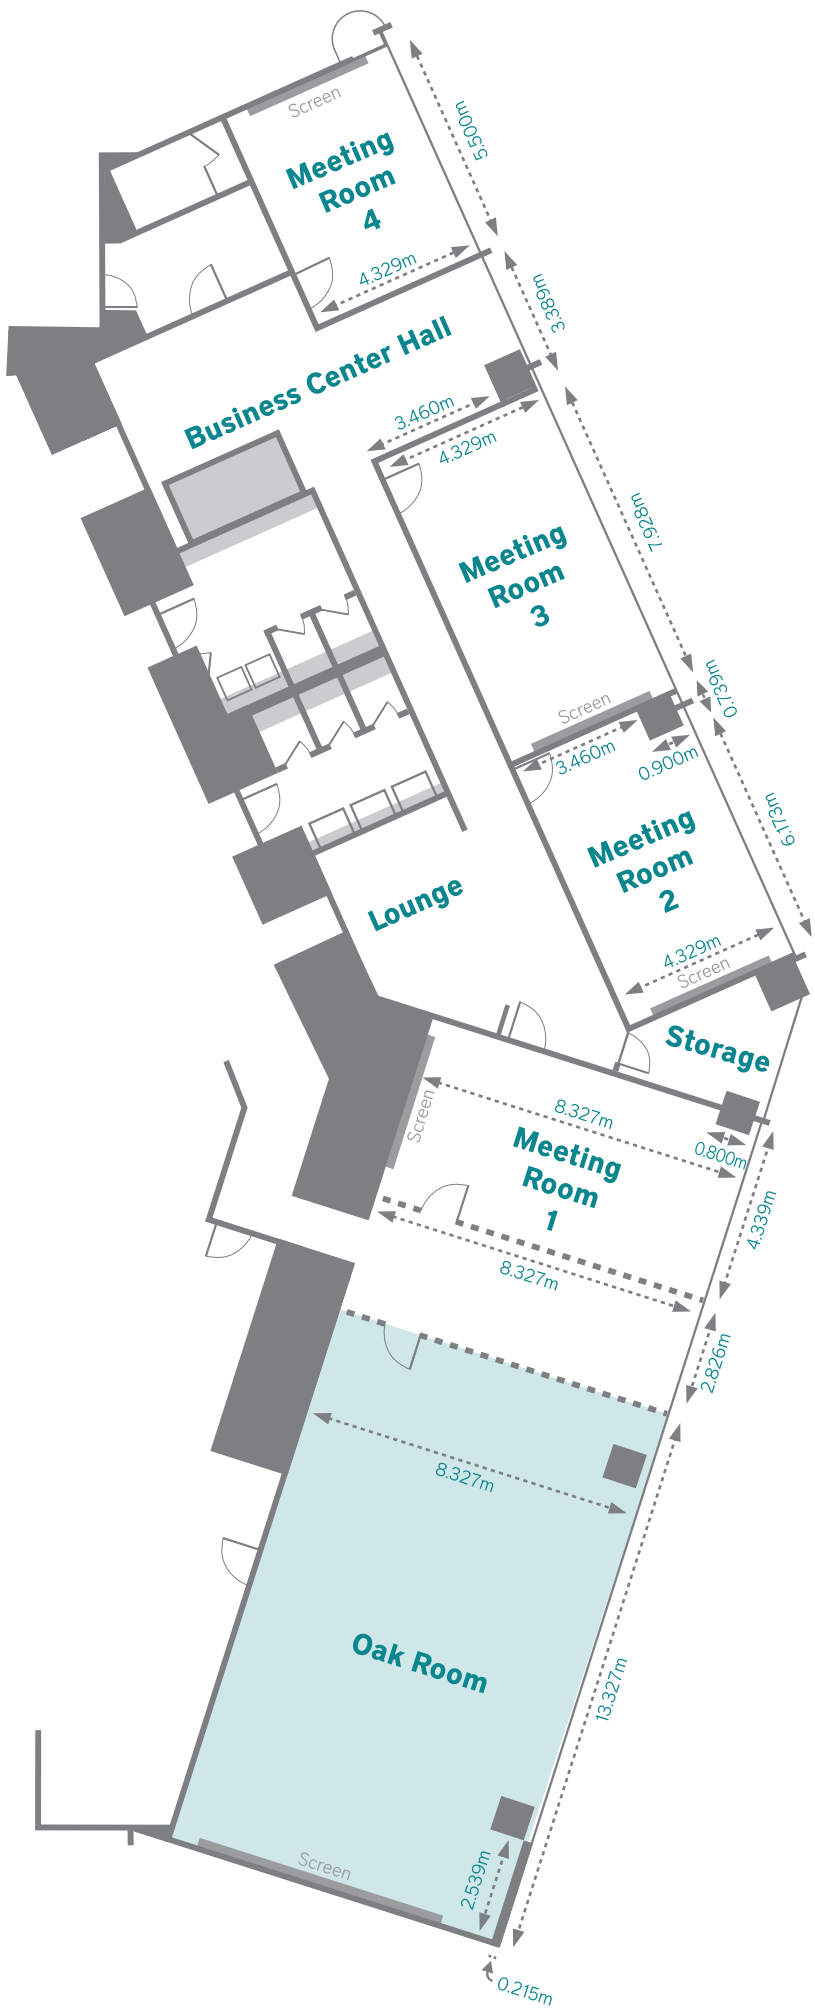 Screen
5.500m
Meeting
Room
4
4.329m
3.389m
Business Center Hall
3.460m
4.329m
7.928m
Meeting
Room
3
Screen
0.739m
3.460m
0.900m
6.173m
Meeting
Room
2
Lounge
4.329m
Screen
Storage
8.327m
Screen
0.800m
Meeting
Room
1
4.339m
8.327m
2.826m
8.327m
Oak Room
13.327m
Screen
2.539m
0.215m